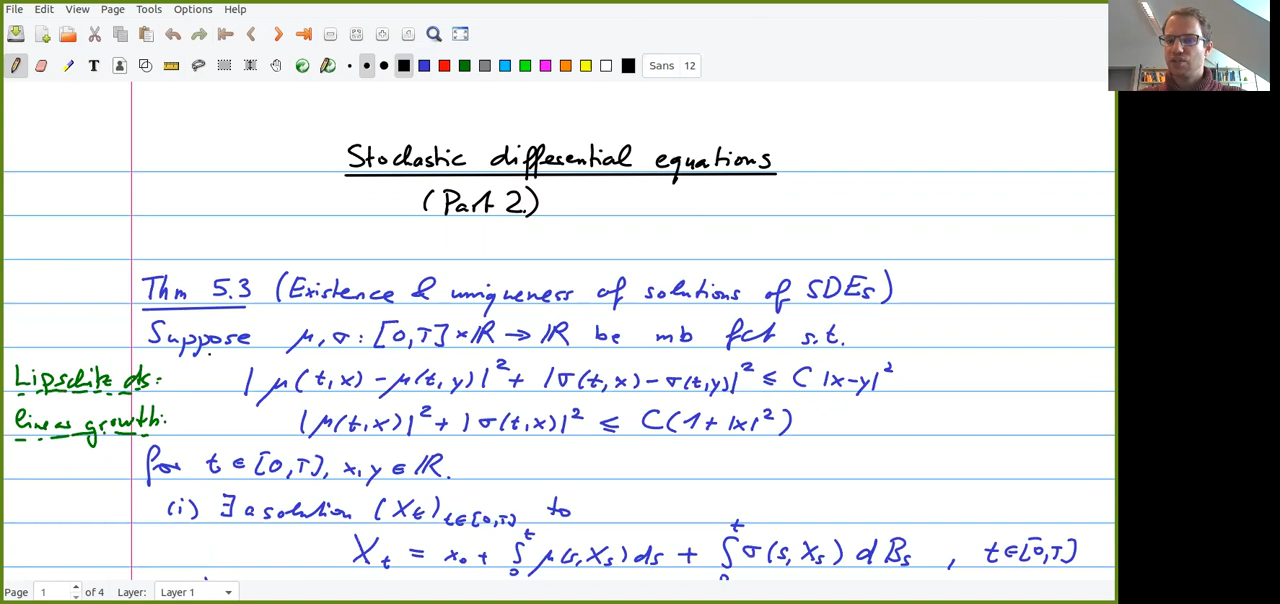 File Edit View Page Tools Options Help
Sans 12
Stochastic differential equations
(Part 2.)
Thm 5.3 (Existence & uniqueness of solutions of SDEs)
Suppose μ, σ : [0,T] × ℝ → ℝ be mb fct s.t.
Lipschitz cts: |μ(t,x) - μ(t,y)|² + |σ(t,x) - σ(t,y)|² ≤ C |x-y|²
linear growth: |μ(t,x)|² + |σ(t,x)|² ≤ C(1+|x|²)
for t ∈ [0,T], x,y ∈ ℝ.
(i) ∃ a solution (X_t)_{t∈[0,T]} to
X_t = x_0 + ∫_0^t μ(s,X_s) ds + ∫_0^t σ(s,X_s) dB_s , t∈[0,T]
Page 1 of 4 Layer: Layer 1